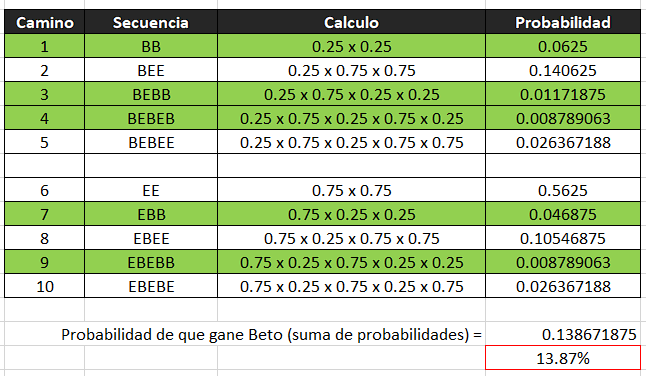 Camino Secuencia Calculo Probabilidad
1 BB 0.25 x 0.25 0.0625
2 BEE 0.25 x 0.75 x 0.75 0.140625
3 BEBB 0.25 x 0.75 x 0.25 x 0.25 0.01171875
4 BEBEB 0.25 x 0.75 x 0.25 x 0.75 x 0.25 0.008789063
5 BEBEE 0.25 x 0.75 x 0.25 x 0.75 x 0.75 0.026367188
6 EE 0.75 x 0.75 0.5625
7 EBB 0.75 x 0.25 x 0.25 0.046875
8 EBEE 0.75 x 0.25 x 0.75 x 0.75 0.10546875
9 EBEBB 0.75 x 0.25 x 0.75 x 0.25 x 0.25 0.008789063
10 EBEBE 0.75 x 0.25 x 0.75 x 0.25 x 0.75 0.026367188
Probabilidad de que gane Beto (suma de probabilidades) = 0.138671875
13.87%